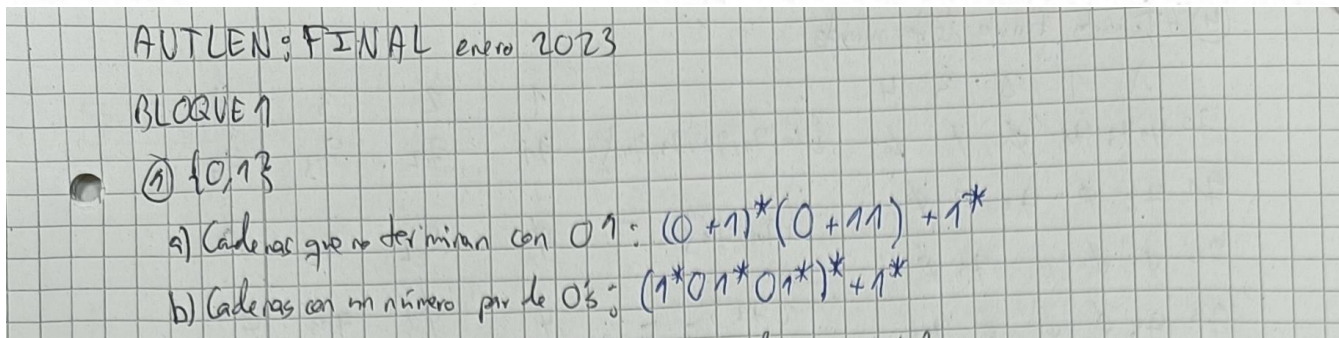 AUTLEN: FINAL enero 2023
BLOQUE 1
① {0,1}
a) Cadenas que no terminan con 01: (0+1)*(0+11)+1*
b) Cadenas con un número par de 0's: (1*01*01*)*+1*